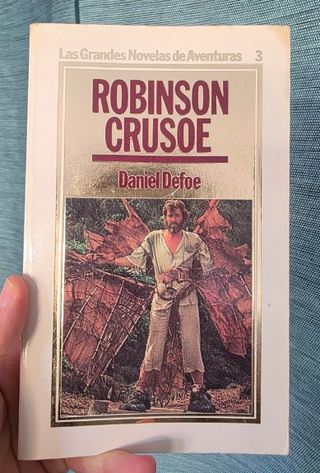 Las Grandes Novelas de Aventuras 3
ROBINSON
CRUSOE
Daniel Defoe